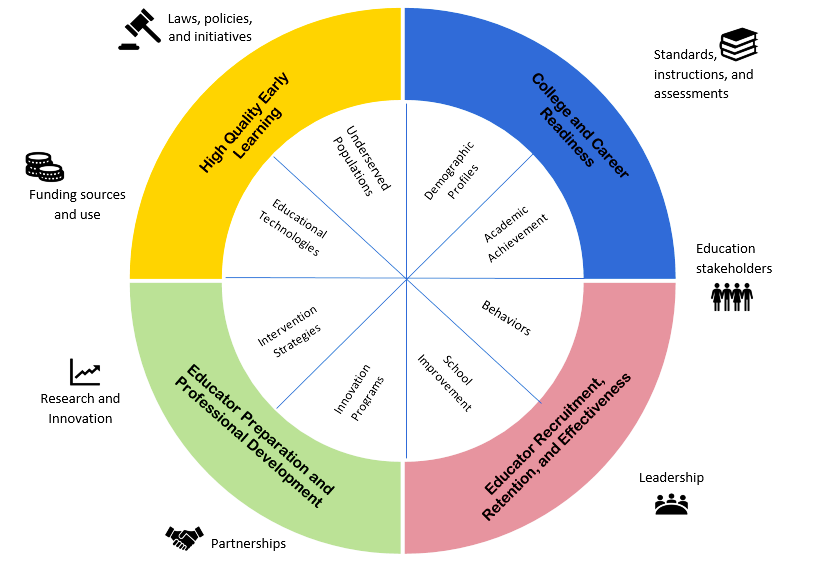 Laws, policies,
and initiatives
Standards,
instructions, and
assessments
High Quality Early
Learning
College and Career
Readiness
Underserved
Populations
Demographic
Profiles
Funding sources
and use
Educational
Technologies
Academic
Achievement
Education
stakeholders
Intervention
Strategies
Behaviors
Innovation
Programs
School
Improvement
Research and
Innovation
Educator Preparation and
Professional Development
Educator Recruitment,
Retention, and Effectiveness
Leadership
Partnerships